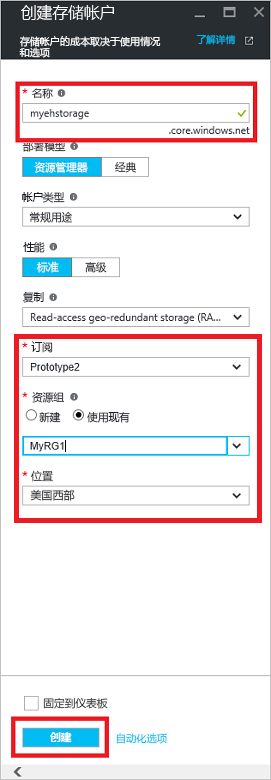 创建存储帐户
存储帐户的成本取决于使用情况
和选项
了解详情
* 名称
myehstorage
.core.windows.net
部署模型
资源管理器 经典
帐户类型
常规用途
性能
标准 高级
复制
Read-access geo-redundant storage (RA...
* 订阅
Prototype2
* 资源组
新建 使用现有
MyRG1
* 位置
美国西部
固定到仪表板
创建 自动化选项